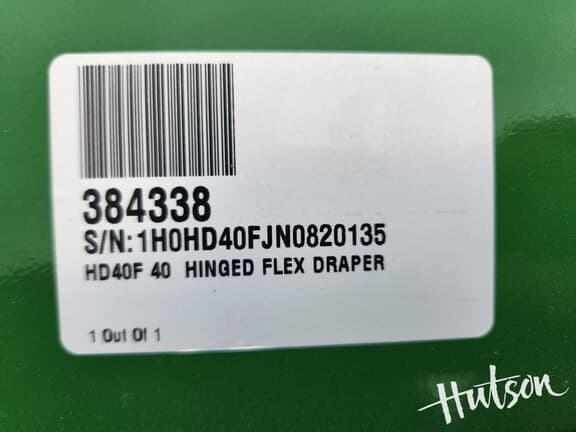 384338
S/N: 1H0HD40FJN0820135
HD40F 40 HINGED FLEX DRAPER
1 Out Of 1
Hutson